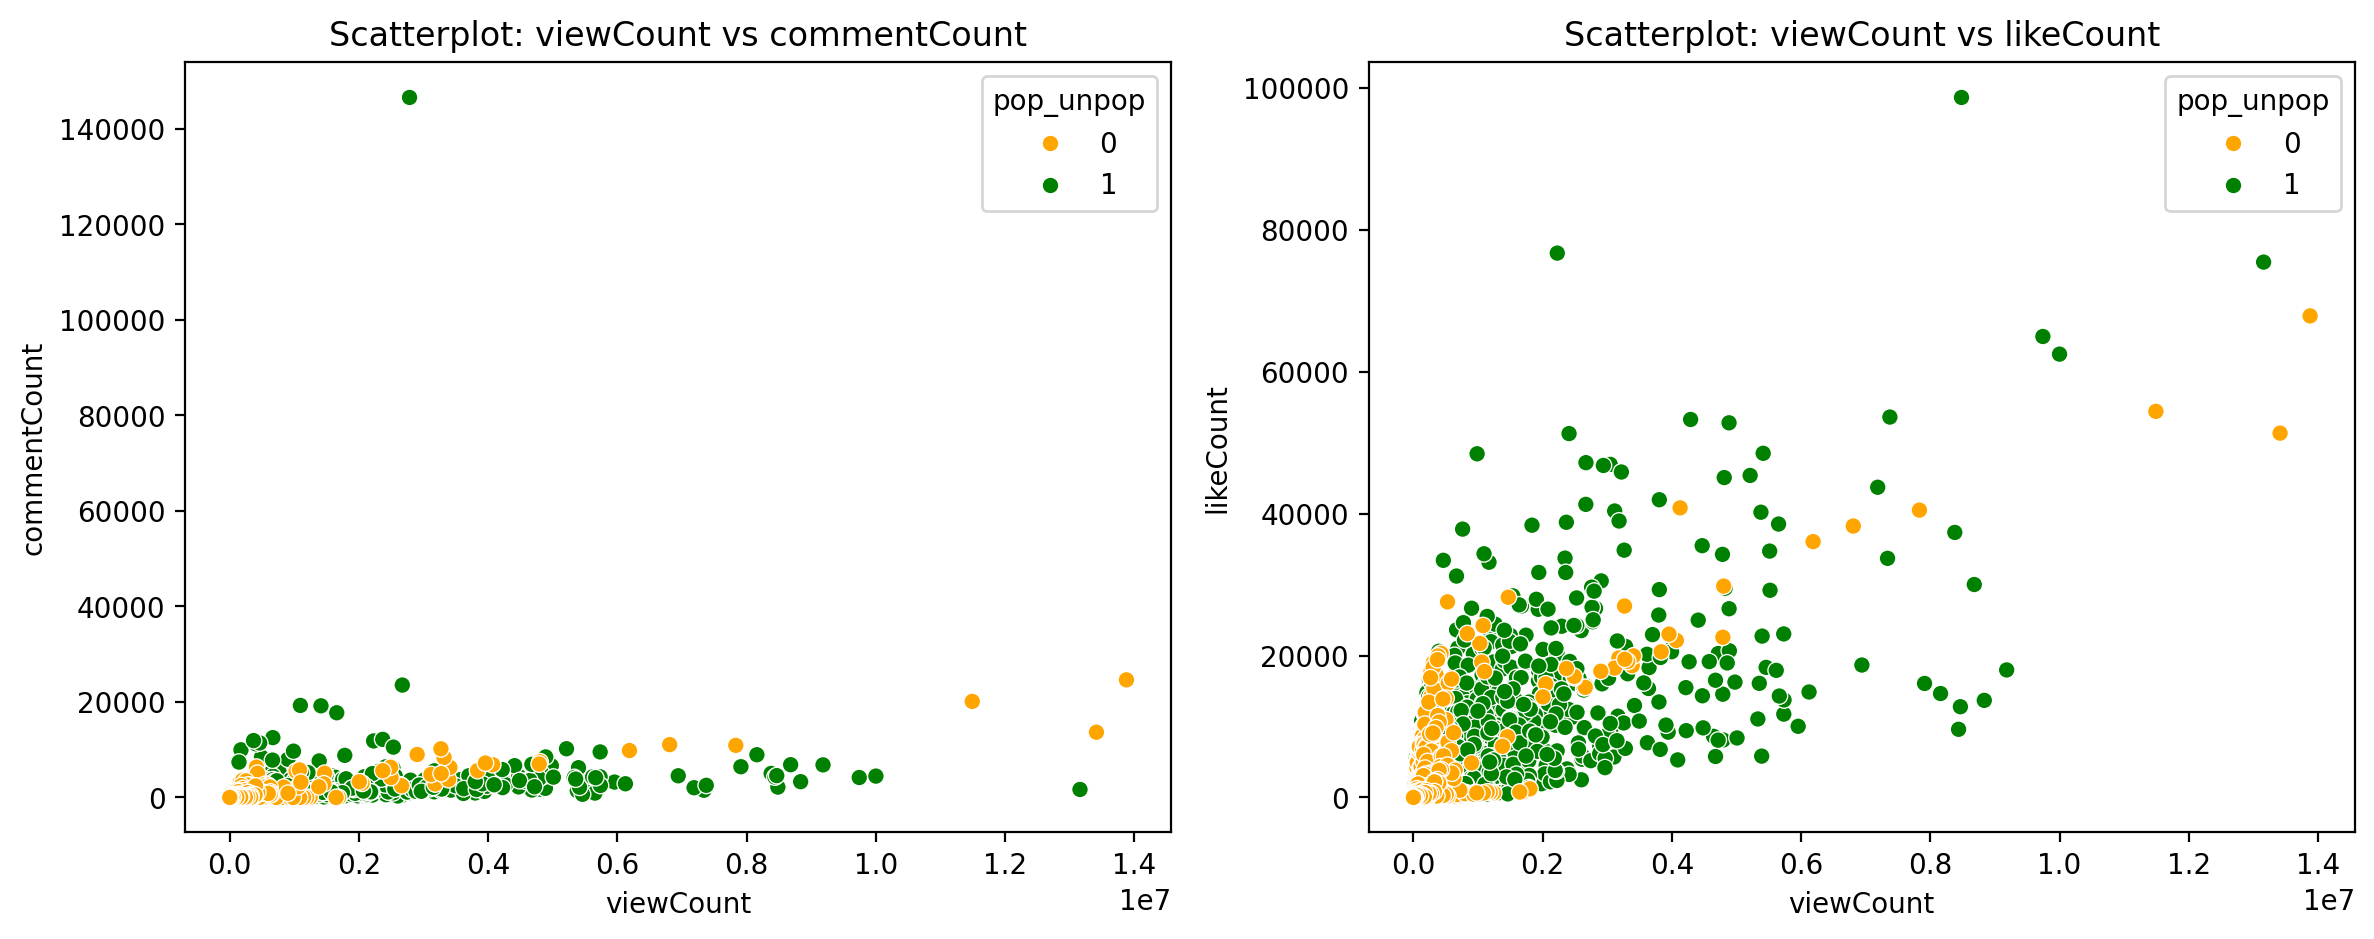 Scatterplot: viewCount vs commentCount
pop_unpop
0
1
140000
120000
100000
80000
60000
40000
20000
0
commentCount
0.0 0.2 0.4 0.6 0.8 1.0 1.2 1.4
1e7
viewCount
Scatterplot: viewCount vs likeCount
pop_unpop
0
1
100000
80000
60000
40000
20000
0
likeCount
0.0 0.2 0.4 0.6 0.8 1.0 1.2 1.4
1e7
viewCount